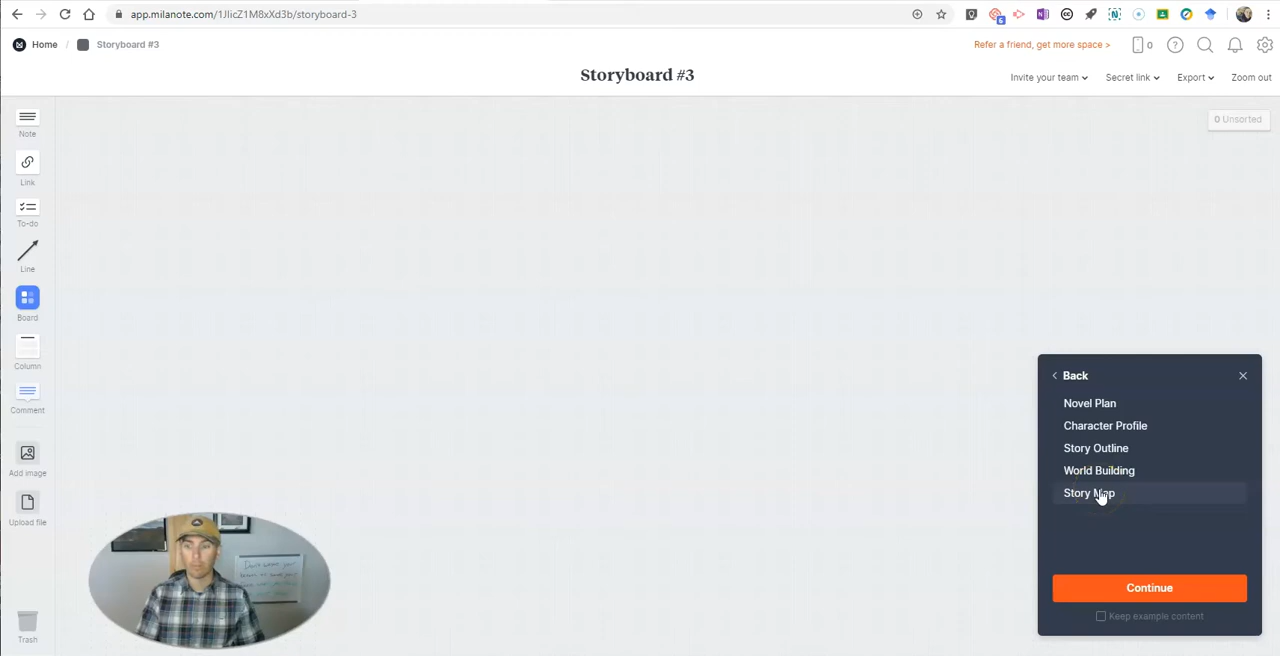 app.milanote.com/1JlicZ1M8xXd3b/storyboard-3
6
Home / Storyboard #3
Refer a friend, get more space >
0
Storyboard #3
Invite your team
Secret link
Export
Zoom out
0 Unsorted
Note
Link
To-do
Line
Board
Column
Comment
Add image
Upload file
Trash
Back
Novel Plan
Character Profile
Story Outline
World Building
Story Map
Continue
Keep example content